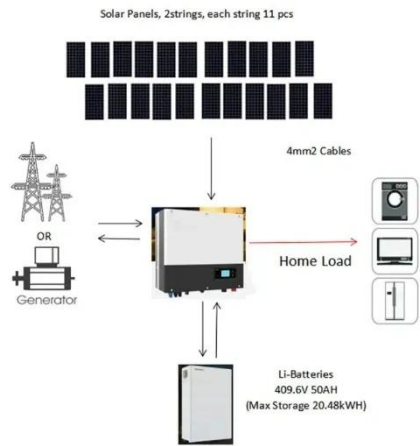 Solar Panels, 2strings, each string 11 pcs
4mm2 Cables
OR
Generator
Home Load
Li-Batteries
409.6V 50AH
(Max Storage 20.48kWH)